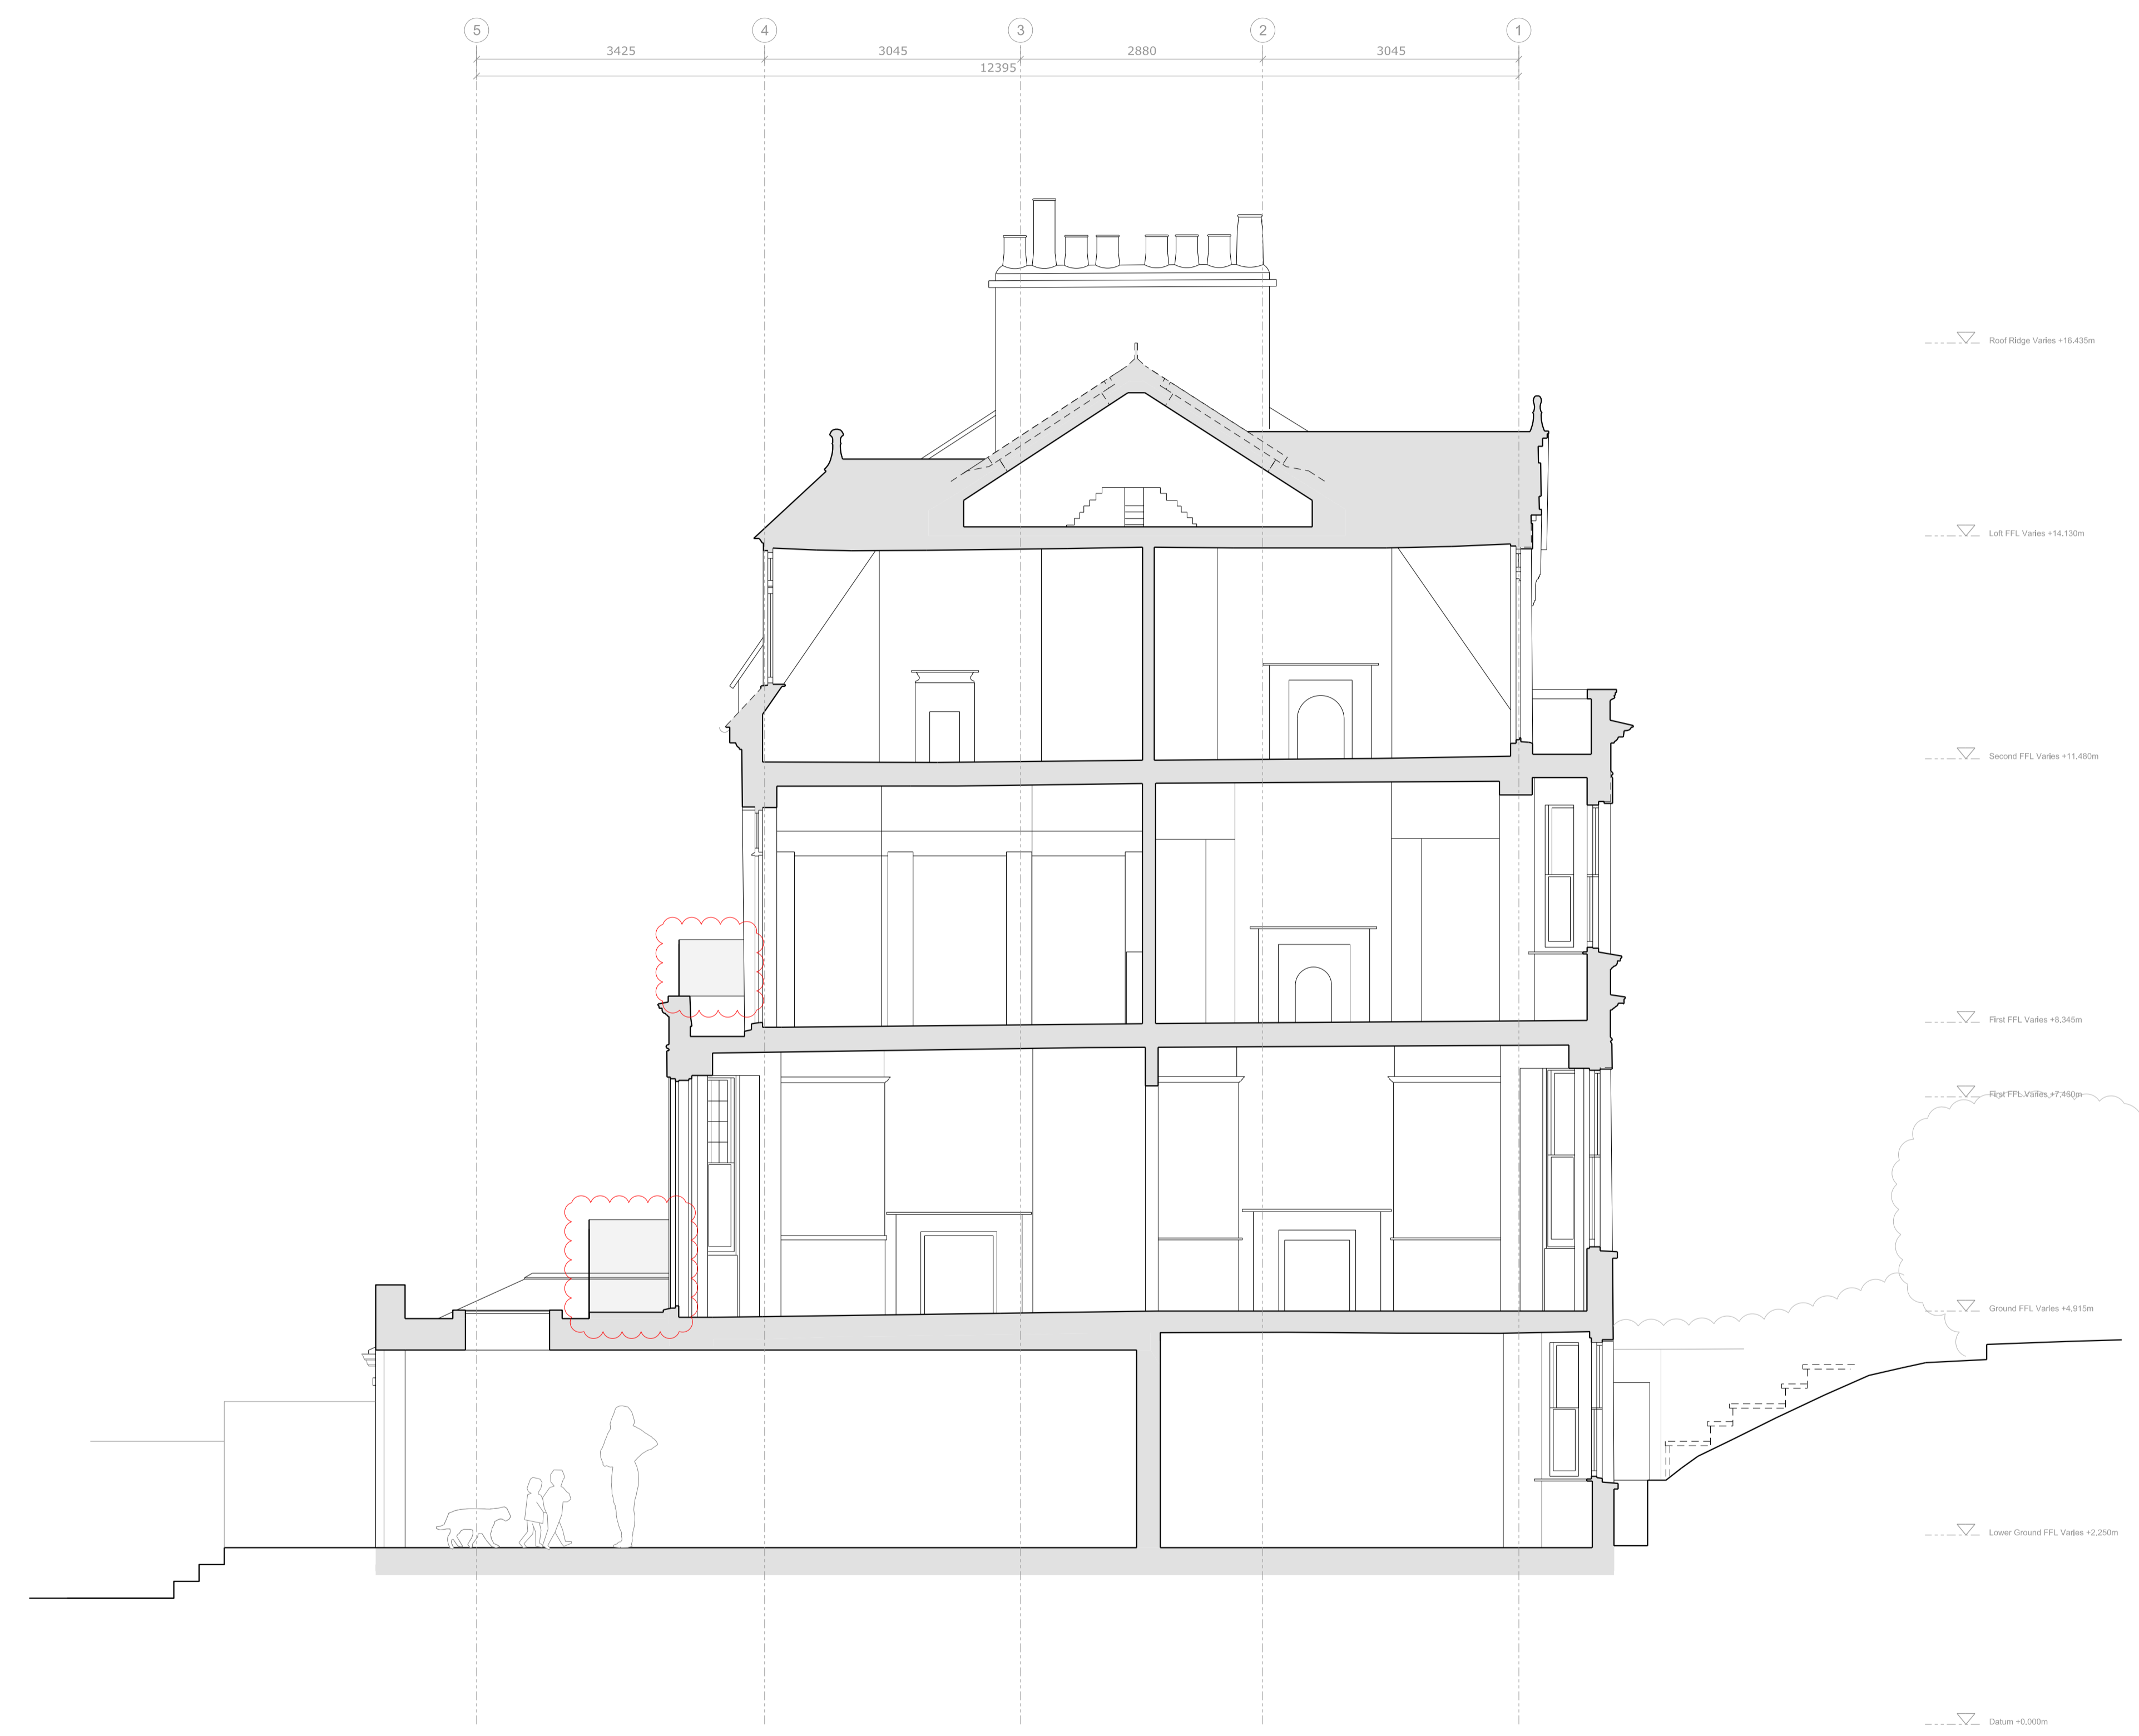 5 4 3 2 1
3425 3045 2880 3045
12395
Roof Ridge Varies +16.435m
Loft FFL Varies +14.130m
Second FFL Varies +11,480m
First FFL Varies +8,345m
First FFL Varies +7,460m
Ground FFL Varies +4,915m
Lower Ground FFL Varies +2,250m
Datum +0,000m